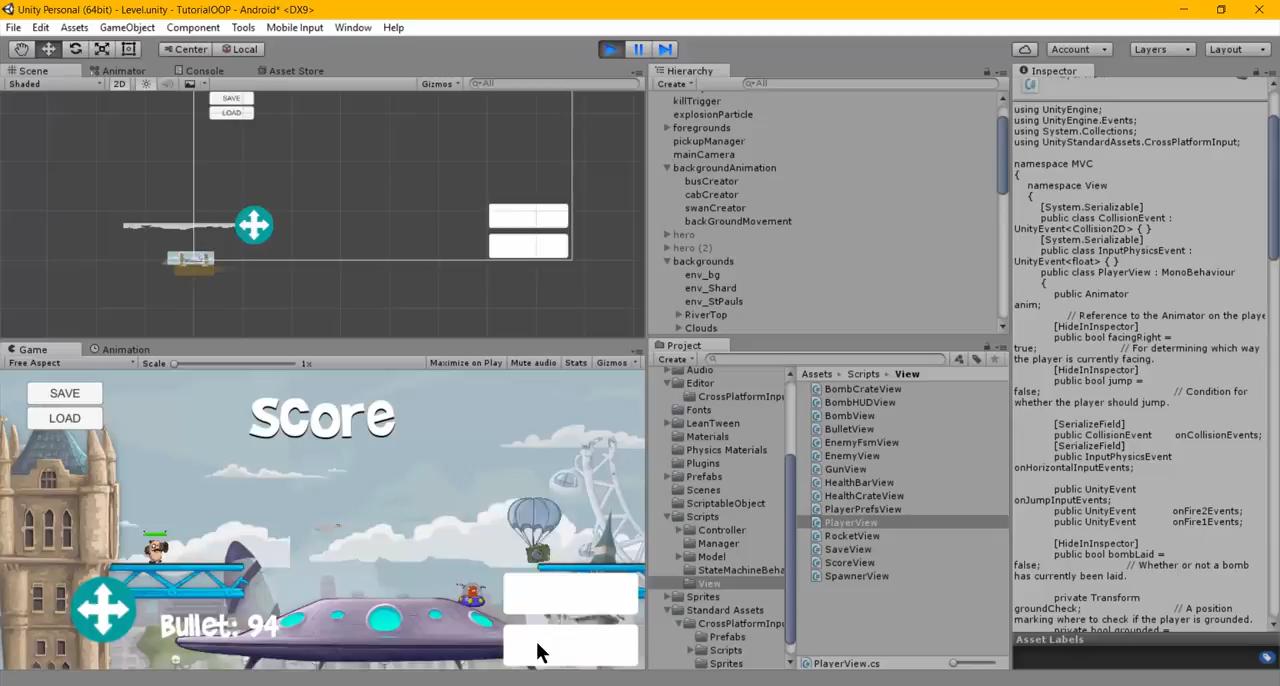 Unity Personal (64bit) - Level.unity - TutorialOOP - Android* <DX9>
File Edit Assets GameObject Component Tools Mobile Input Window Help
Center Local Account Layers Layout
Scene Animator Console Asset Store
Shaded 2D Gizmos All
SAVE
LOAD
Game Animation
Free Aspect Scale 1x Maximize on Play Mute audio Stats Gizmos
SAVE
LOAD
SCORE
Bullet: 94
Hierarchy
Create All
killTrigger
explosionParticle
foregrounds
pickupManager
mainCamera
backgroundAnimation
busCreator
cabCreator
swanCreator
backGroundMovement
hero
hero (2)
backgrounds
env_bg
env_Shard
env_StPauls
RiverTop
Clouds
Project
Create
Audio
Editor
CrossPlatformInpu
Fonts
LeanTween
Materials
Physics Materials
Plugins
Prefabs
Scenes
ScriptableObject
Scripts
Controller
Manager
Model
StateMachineBeha
View
Sprites
Standard Assets
CrossPlatformInpu
Prefabs
Scripts
Sprites
Assets Scripts View
BombCrateView
BombHUDView
BombView
BulletView
EnemyFsmView
EnemyView
GunView
HealthBarView
HealthCrateView
PlayerPrefsView
PlayerView
RocketView
SaveView
ScoreView
SpawnerView
PlayerView.cs
Inspector
using UnityEngine;
using UnityEngine.Events;
using System.Collections;
using UnityStandardAssets.CrossPlatformInput;
namespace MVC
{
namespace View
{
[System.Serializable]
public class CollisionEvent :
UnityEvent<Collision2D> { }
[System.Serializable]
public class InputPhysicsEvent :
UnityEvent<float> { }
public class PlayerView : MonoBehaviour
{
public Animator
anim;
// Reference to the Animator on the playe
[HideInInspector]
public bool facingRight =
true; // For determining which way
the player is currently facing.
[HideInInspector]
public bool jump =
false; // Condition for
whether the player should jump.
[SerializeField]
public CollisionEvent onCollisionEvents;
[SerializeField]
public InputPhysicsEvent
onHorizontalInputEvents;
public UnityEvent
onJumpInputEvents;
public UnityEvent onFire2Events;
public UnityEvent onFire1Events;
[HideInInspector]
public bool bombLaid =
false; // Whether or not a bomb
has currently been laid.
private Transform
groundCheck; // A position
marking where to check if the player is grounded.
private bool grounded =
Asset Labels